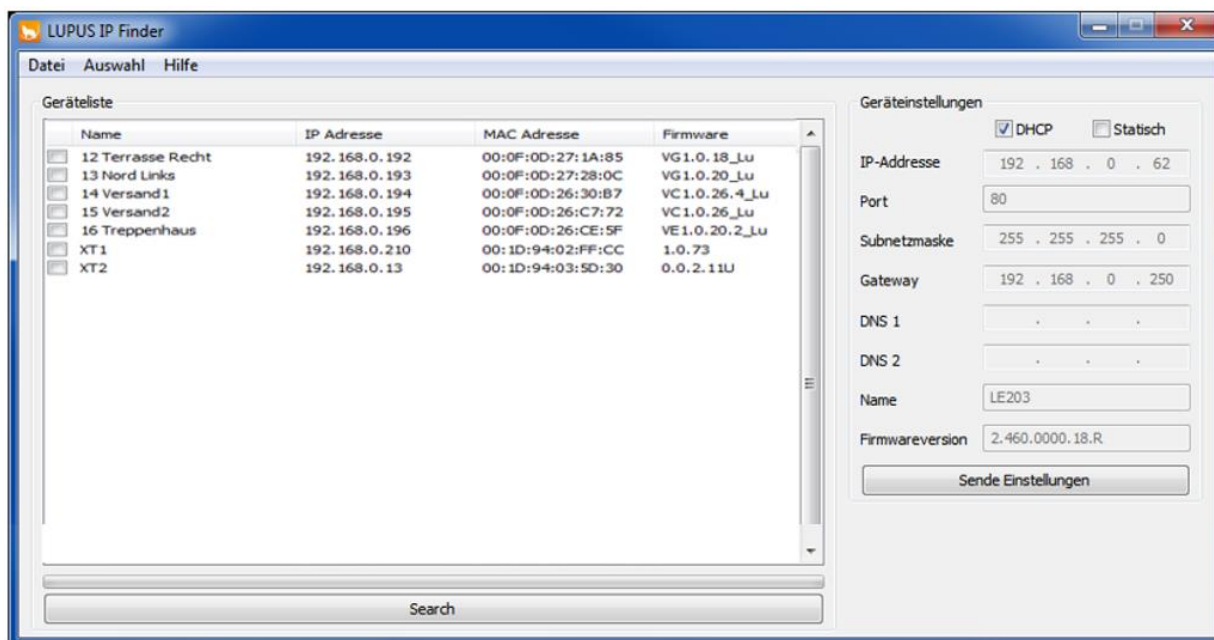 LUPUS IP Finder
Datei Auswahl Hilfe
Geräteliste
Name IP Adresse MAC Adresse Firmware
12 Terrasse Recht 192.168.0.192 00:0F:0D:27:1A:85 VG1.0.18_Lu
13 Nord Links 192.168.0.193 00:0F:0D:27:28:0C VG1.0.20_Lu
14 Versand1 192.168.0.194 00:0F:0D:26:30:B7 VC1.0.26.4_Lu
15 Versand2 192.168.0.195 00:0F:0D:26:C7:72 VC1.0.26_Lu
16 Treppenhaus 192.168.0.196 00:0F:0D:26:CE:5F VE1.0.20.2_Lu
XT1 192.168.0.210 00:1D:94:02:FF:CC 1.0.73
XT2 192.168.0.13 00:1D:94:03:5D:30 0.0.2.11U
Search
Geräteinstellungen
DHCP Statisch
IP-Addresse 192 . 168 . 0 . 62
Port 80
Subnetzmaske 255 . 255 . 255 . 0
Gateway 192 . 168 . 0 . 250
DNS 1 . . .
DNS 2 . . .
Name LE203
Firmwareversion 2.460.0000.18.R
Sende Einstellungen